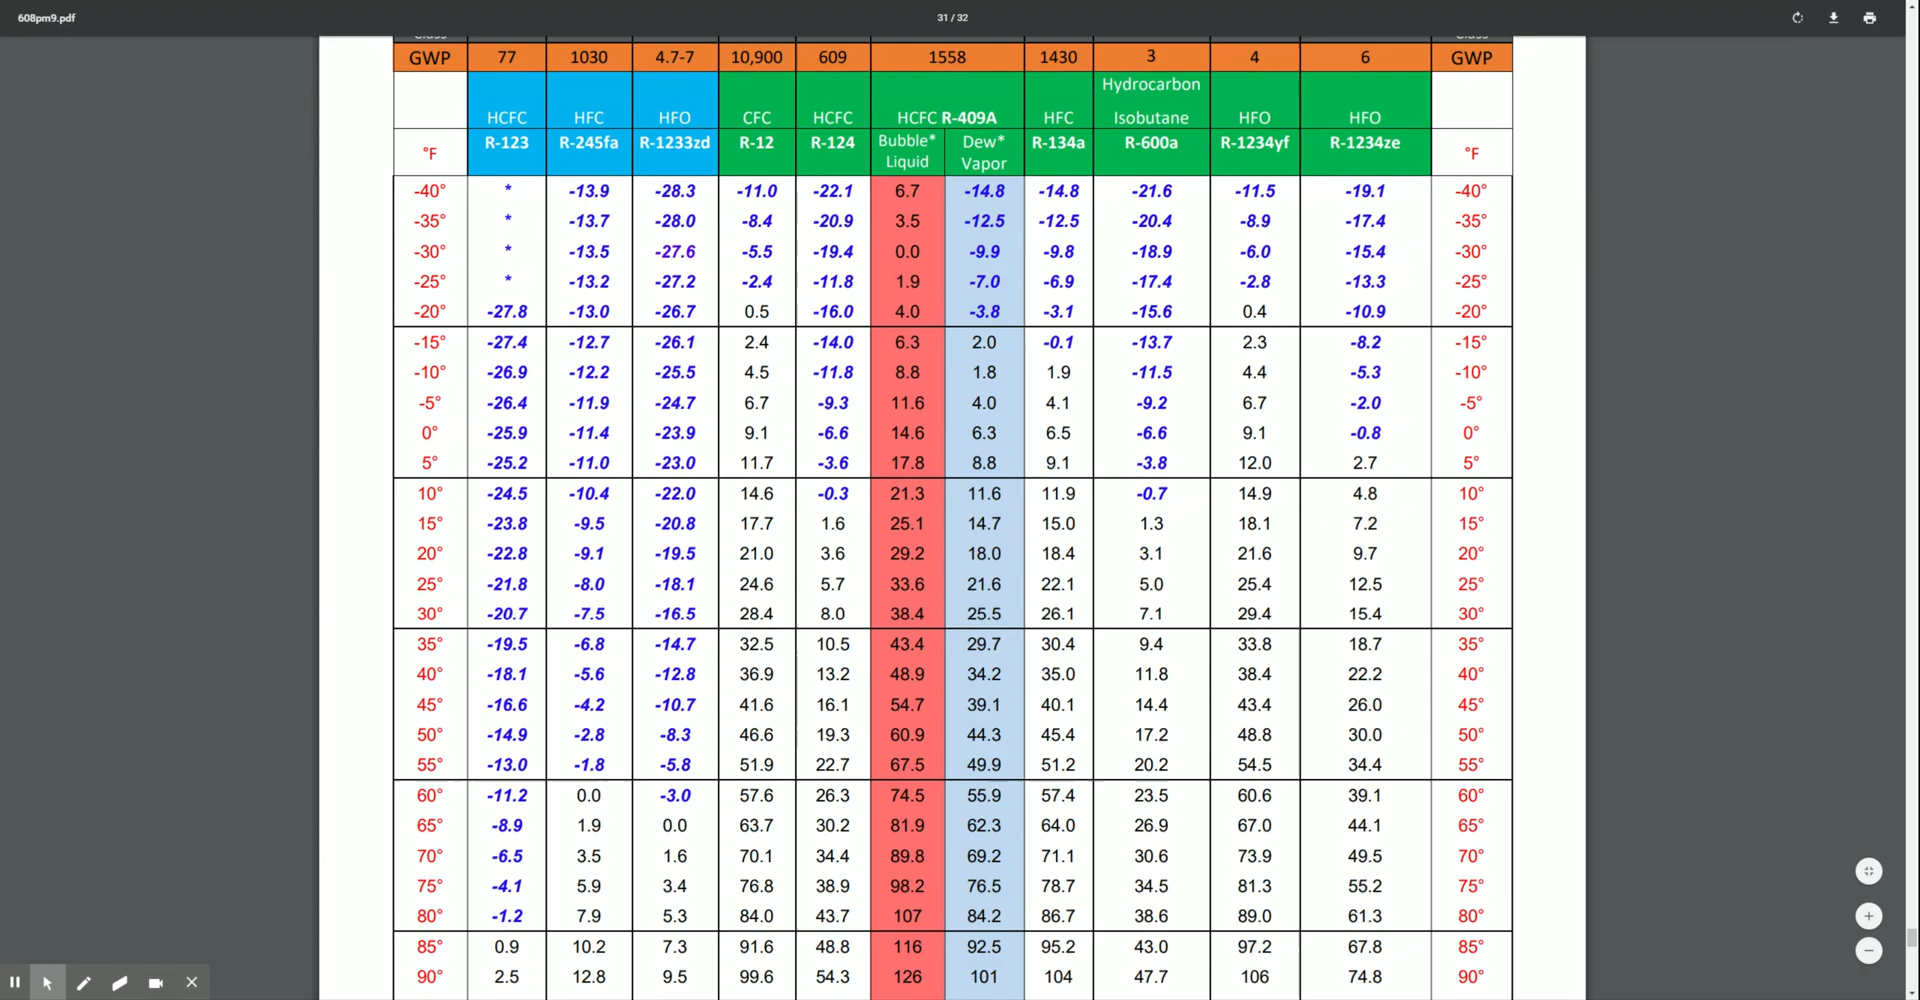 608pm9.pdf
31 / 32
GWP 77 1030 4.7-7 10,900 609 1558 1430 3 4 6 GWP
Hydrocarbon
HCFC HFC HFO CFC HCFC HCFC R-409A HFC Isobutane HFO HFO
°F R-123 R-245fa R-1233zd R-12 R-124 Bubble* Dew* R-134a R-600a R-1234yf R-1234ze °F
Liquid Vapor
-40° * -13.9 -28.3 -11.0 -22.1 6.7 -14.8 -14.8 -21.6 -11.5 -19.1 -40°
-35° * -13.7 -28.0 -8.4 -20.9 3.5 -12.5 -12.5 -20.4 -8.9 -17.4 -35°
-30° * -13.5 -27.6 -5.5 -19.4 0.0 -9.9 -9.8 -18.9 -6.0 -15.4 -30°
-25° * -13.2 -27.2 -2.4 -11.8 1.9 -7.0 -6.9 -17.4 -2.8 -13.3 -25°
-20° -27.8 -13.0 -26.7 0.5 -16.0 4.0 -3.8 -3.1 -15.6 0.4 -10.9 -20°
-15° -27.4 -12.7 -26.1 2.4 -14.0 6.3 2.0 -0.1 -13.7 2.3 -8.2 -15°
-10° -26.9 -12.2 -25.5 4.5 -11.8 8.8 1.8 1.9 -11.5 4.4 -5.3 -10°
-5° -26.4 -11.9 -24.7 6.7 -9.3 11.6 4.0 4.1 -9.2 6.7 -2.0 -5°
0° -25.9 -11.4 -23.9 9.1 -6.6 14.6 6.3 6.5 -6.6 9.1 -0.8 0°
5° -25.2 -11.0 -23.0 11.7 -3.6 17.8 8.8 9.1 -3.8 12.0 2.7 5°
10° -24.5 -10.4 -22.0 14.6 -0.3 21.3 11.6 11.9 -0.7 14.9 4.8 10°
15° -23.8 -9.5 -20.8 17.7 1.6 25.1 14.7 15.0 1.3 18.1 7.2 15°
20° -22.8 -9.1 -19.5 21.0 3.6 29.2 18.0 18.4 3.1 21.6 9.7 20°
25° -21.8 -8.0 -18.1 24.6 5.7 33.6 21.6 22.1 5.0 25.4 12.5 25°
30° -20.7 -7.5 -16.5 28.4 8.0 38.4 25.5 26.1 7.1 29.4 15.4 30°
35° -19.5 -6.8 -14.7 32.5 10.5 43.4 29.7 30.4 9.4 33.8 18.7 35°
40° -18.1 -5.6 -12.8 36.9 13.2 48.9 34.2 35.0 11.8 38.4 22.2 40°
45° -16.6 -4.2 -10.7 41.6 16.1 54.7 39.1 40.1 14.4 43.4 26.0 45°
50° -14.9 -2.8 -8.3 46.6 19.3 60.9 44.3 45.4 17.2 48.8 30.0 50°
55° -13.0 -1.8 -5.8 51.9 22.7 67.5 49.9 51.2 20.2 54.5 34.4 55°
60° -11.2 0.0 -3.0 57.6 26.3 74.5 55.9 57.4 23.5 60.6 39.1 60°
65° -8.9 1.9 0.0 63.7 30.2 81.9 62.3 64.0 26.9 67.0 44.1 65°
70° -6.5 3.5 1.6 70.1 34.4 89.8 69.2 71.1 30.6 73.9 49.5 70°
75° -4.1 5.9 3.4 76.8 38.9 98.2 76.5 78.7 34.5 81.3 55.2 75°
80° -1.2 7.9 5.3 84.0 43.7 107 84.2 86.7 38.6 89.0 61.3 80°
85° 0.9 10.2 7.3 91.6 48.8 116 92.5 95.2 43.0 97.2 67.8 85°
90° 2.5 12.8 9.5 99.6 54.3 126 101 104 47.7 106 74.8 90°